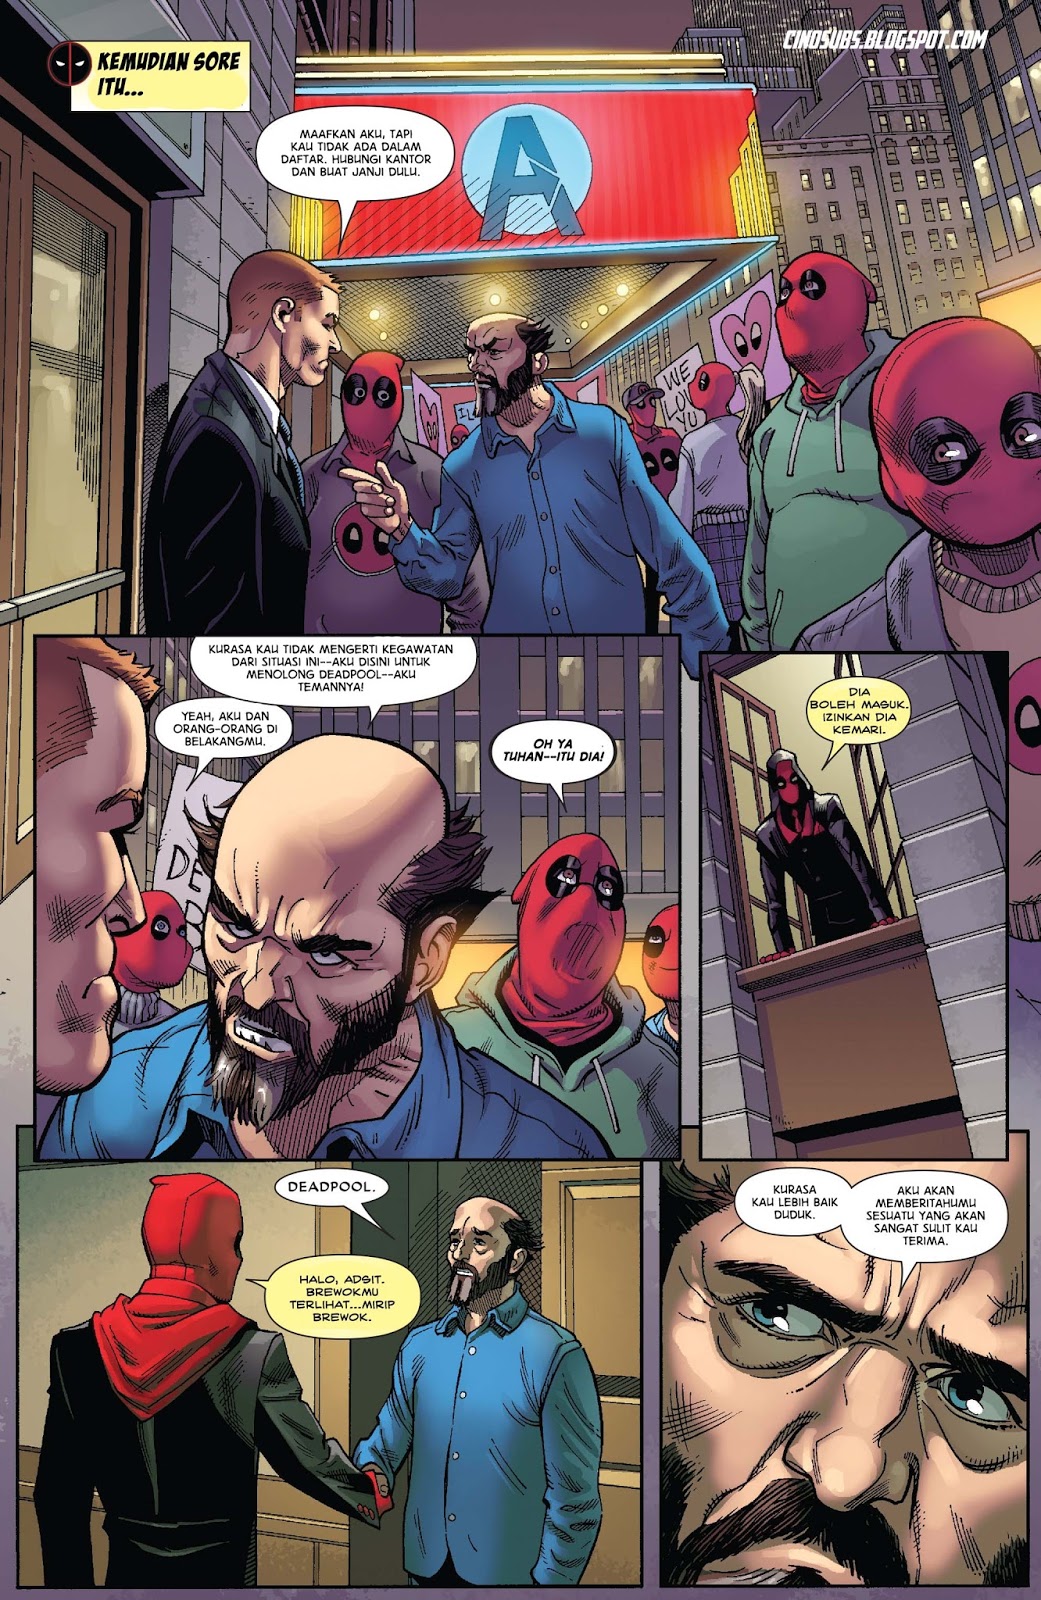 CINOSUBS.BLOGSPOT.COM
KEMUDIAN SORE
ITU...
MAAFKAN AKU, TAPI
KAU TIDAK ADA DALAM
DAFTAR. HUBUNGI KANTOR
DAN BUAT JANJI DULU.
A
WE
LOV
YO
KURASA KAU TIDAK MENGERTI KEGAWATAN
DARI SITUASI INI--AKU DISINI UNTUK
MENOLONG DEADPOOL--AKU
TEMANNYA!
YEAH, AKU DAN
ORANG-ORANG DI
BELAKANGMU.
OH YA
TUHAN--ITU DIA!
DE
DIA
BOLEH MASUK.
IZINKAN DIA
KEMARI.
DEADPOOL.
HALO, ADSIT.
BREWOKMU
TERLIHAT...MIRIP
BREWOK.
KURASA
KAU LEBIH BAIK
DUDUK.
AKU AKAN
MEMBERITAHUMU
SESUATU YANG AKAN
SANGAT SULIT KAU
TERIMA.